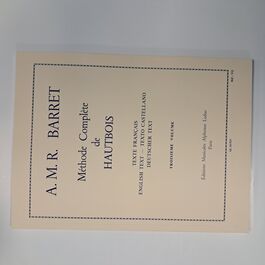 A. M. R. BARRET
Méthode Complète
de
HAUTBOIS
TEXTE FRANÇAIS
ENGLISH TEXT - TEXTO CASTELLANO
DEUTSCHER TEXT
TROISIEME VOLUME
Editions Musicales Alphonse Leduc
Paris